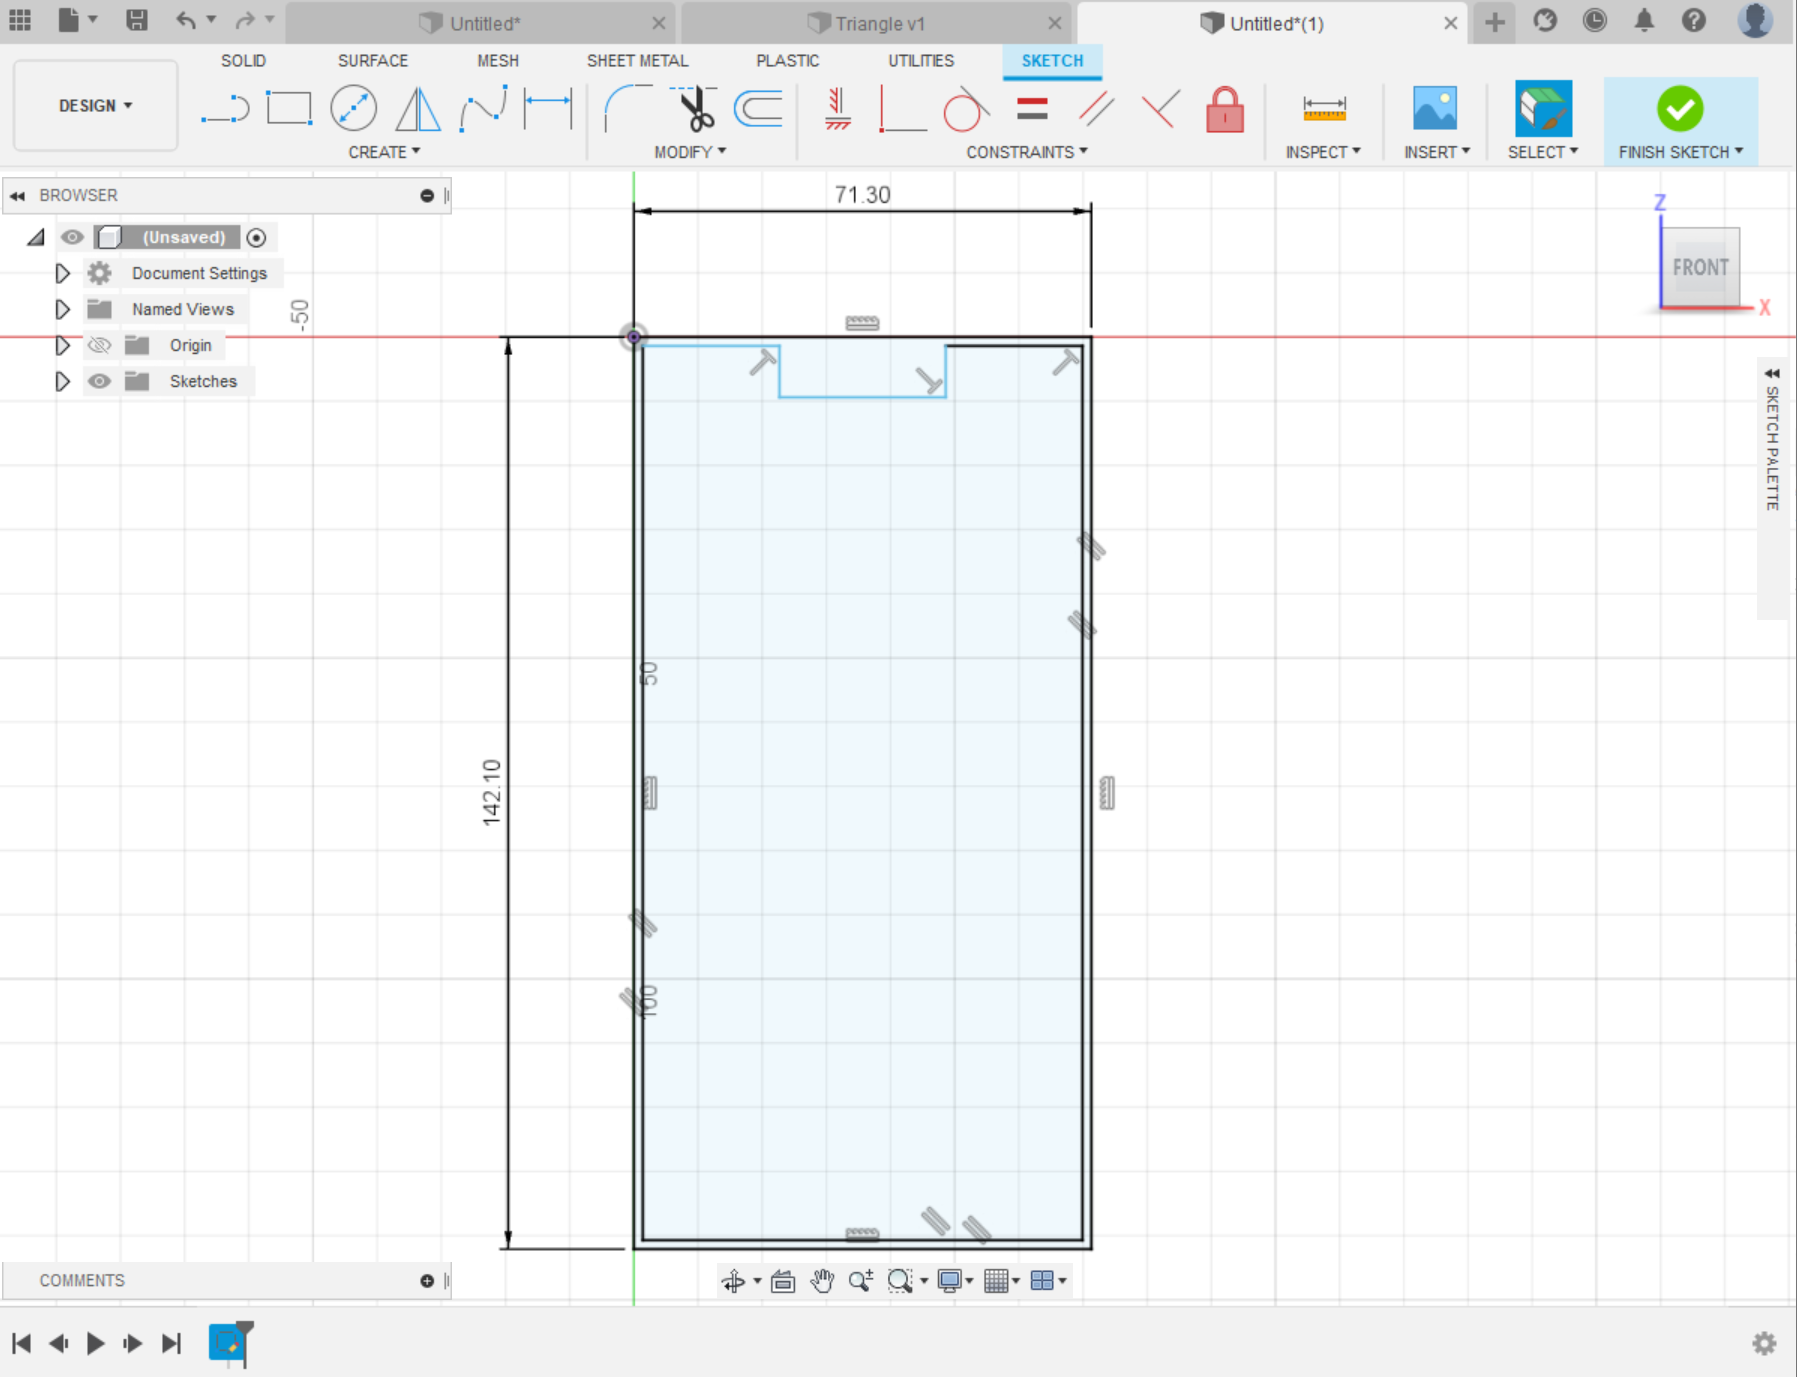 Untitled*
Triangle v1
Untitled*(1)
SOLID
SURFACE
MESH
SHEET METAL
PLASTIC
UTILITIES
SKETCH
DESIGN
CREATE
MODIFY
CONSTRAINTS
INSPECT
INSERT
SELECT
FINISH SKETCH
BROWSER
(Unsaved)
Document Settings
Named Views
Origin
Sketches
-50
71.30
142.10
50
100
Z
FRONT
X
SKETCH PALETTE
COMMENTS